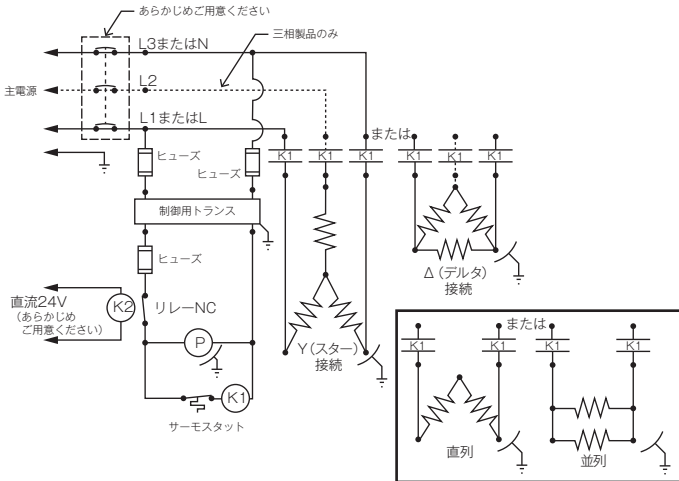 あらかじめご用意ください
L3またはN
三相製品のみ
主電源
L2
L1またはL
または
ヒューズ
ヒューズ
K1
K1
K1
K1
K1
K1
制御用トランス
ヒューズ
Δ（デルタ）
接続
直流24V
（あらかじめ
ご用意ください）
K2
リレーNC
P
Y（スター）
接続
K1
サーモスタット
または
K1
K1
K1
K1
直列
並列